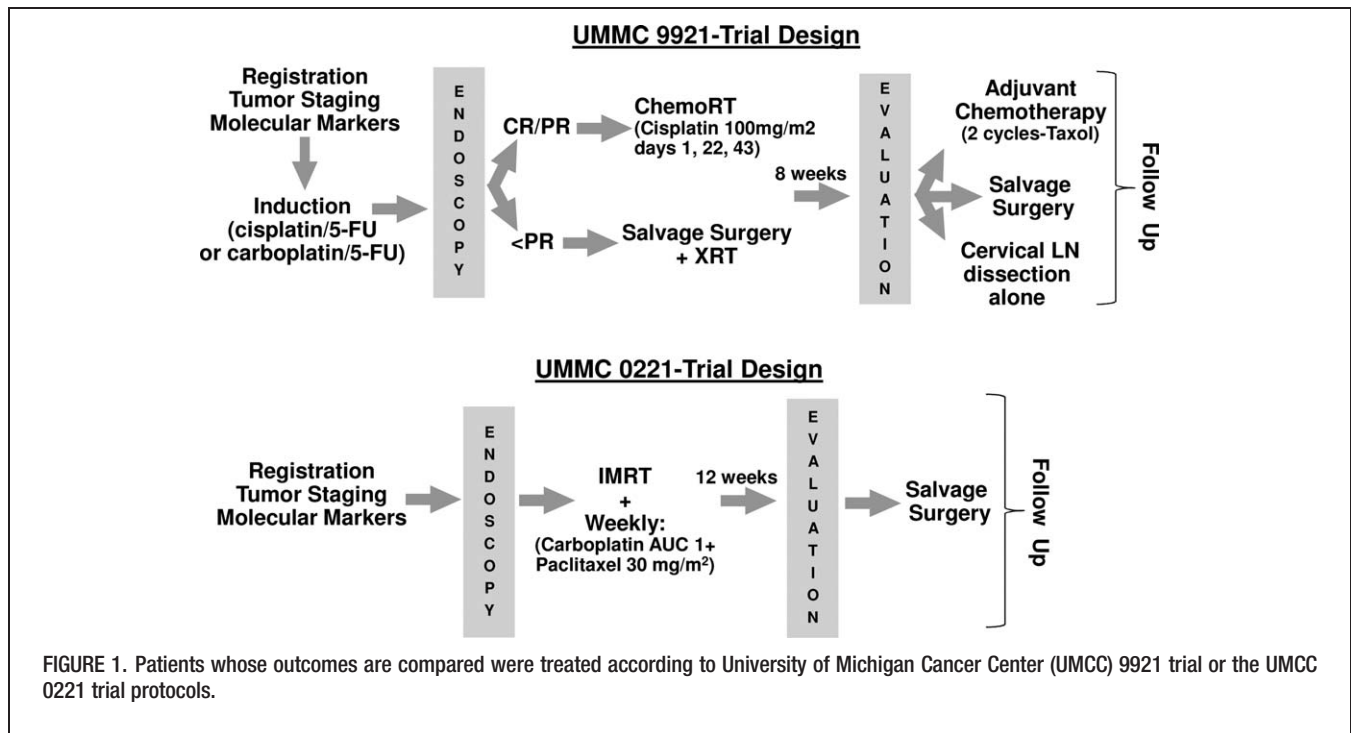 UMMC 9921-Trial Design
Registration
Tumor Staging
Molecular Markers
Induction
(cisplatin/5-FU
or carboplatin/5-FU)
ENDOSCOPY
CR/PR
ChemoRT
(Cisplatin 100mg/m2
days 1, 22, 43)
<PR
Salvage Surgery
+ XRT
8 weeks
EVALUATION
Adjuvant
Chemotherapy
(2 cycles-Taxol)
Salvage
Surgery
Cervical LN
dissection
alone
Follow Up
UMMC 0221-Trial Design
Registration
Tumor Staging
Molecular Markers
ENDOSCOPY
IMRT
+
Weekly:
(Carboplatin AUC 1+
Paclitaxel 30 mg/m²)
12 weeks
EVALUATION
Salvage
Surgery
Follow Up
FIGURE 1. Patients whose outcomes are compared were treated according to University of Michigan Cancer Center (UMCC) 9921 trial or the UMCC
0221 trial protocols.